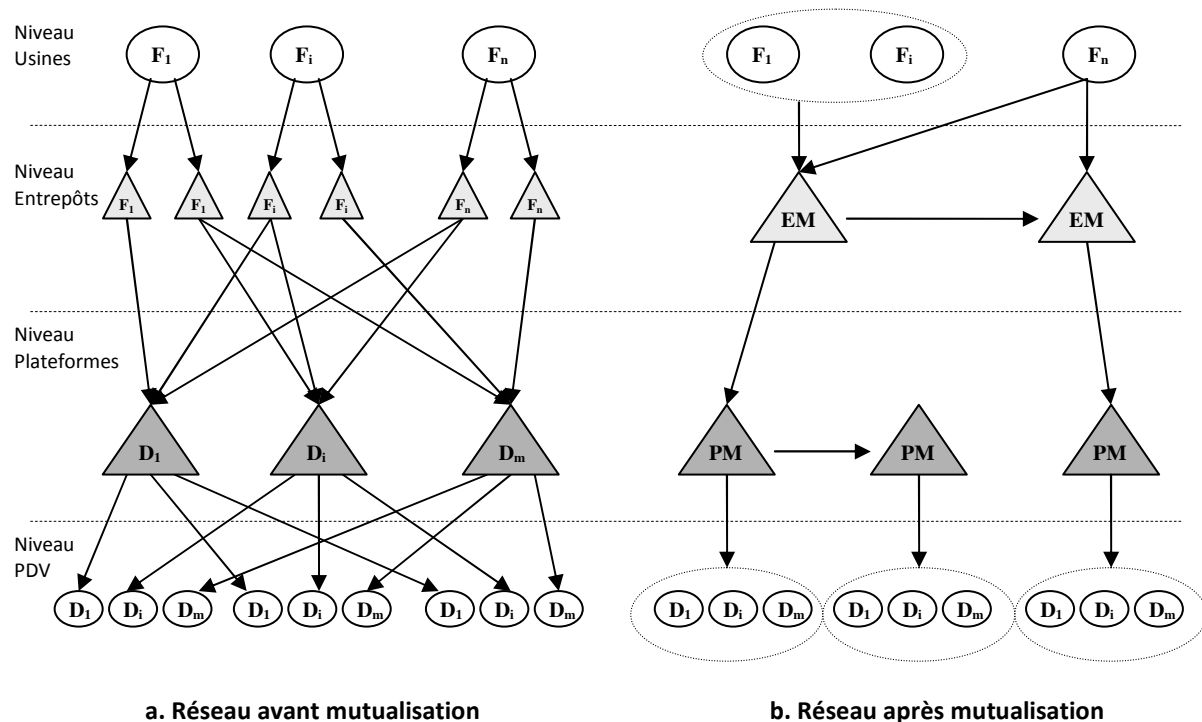 Niveau
Usines
F1 Fi Fn F1 Fi Fn
Niveau
Entrepôts
F1 F1 Fi Fi Fn Fn EM EM
Niveau
Plateformes
D1 Di Dm PM PM PM
Niveau
PDV
D1 Di Dm D1 Di Dm D1 Di Dm D1 Di Dm D1 Di Dm D1 Di Dm
a. Réseau avant mutualisation b. Réseau après mutualisation